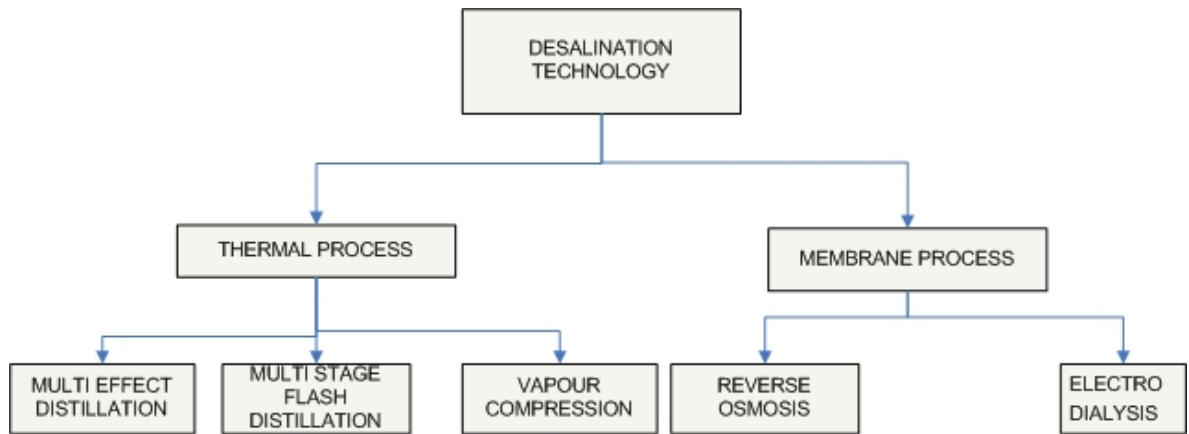 DESALINATION
TECHNOLOGY
THERMAL PROCESS
MEMBRANE PROCESS
MULTI EFFECT
DISTILLATION
MULTI STAGE
FLASH
DISTILLATION
VAPOUR
COMPRESSION
REVERSE
OSMOSIS
ELECTRO
DIALYSIS